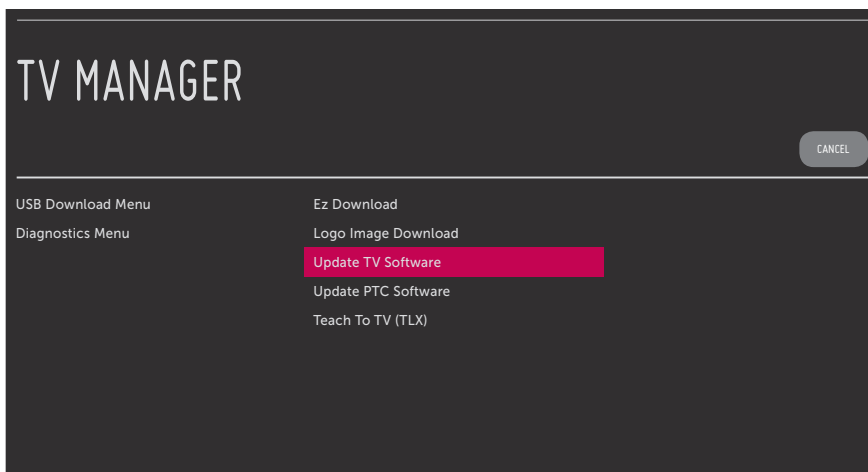 TV MANAGER
CANCEL
USB Download Menu
Diagnostics Menu
Ez Download
Logo Image Download
Update TV Software
Update PTC Software
Teach To TV (TLX)